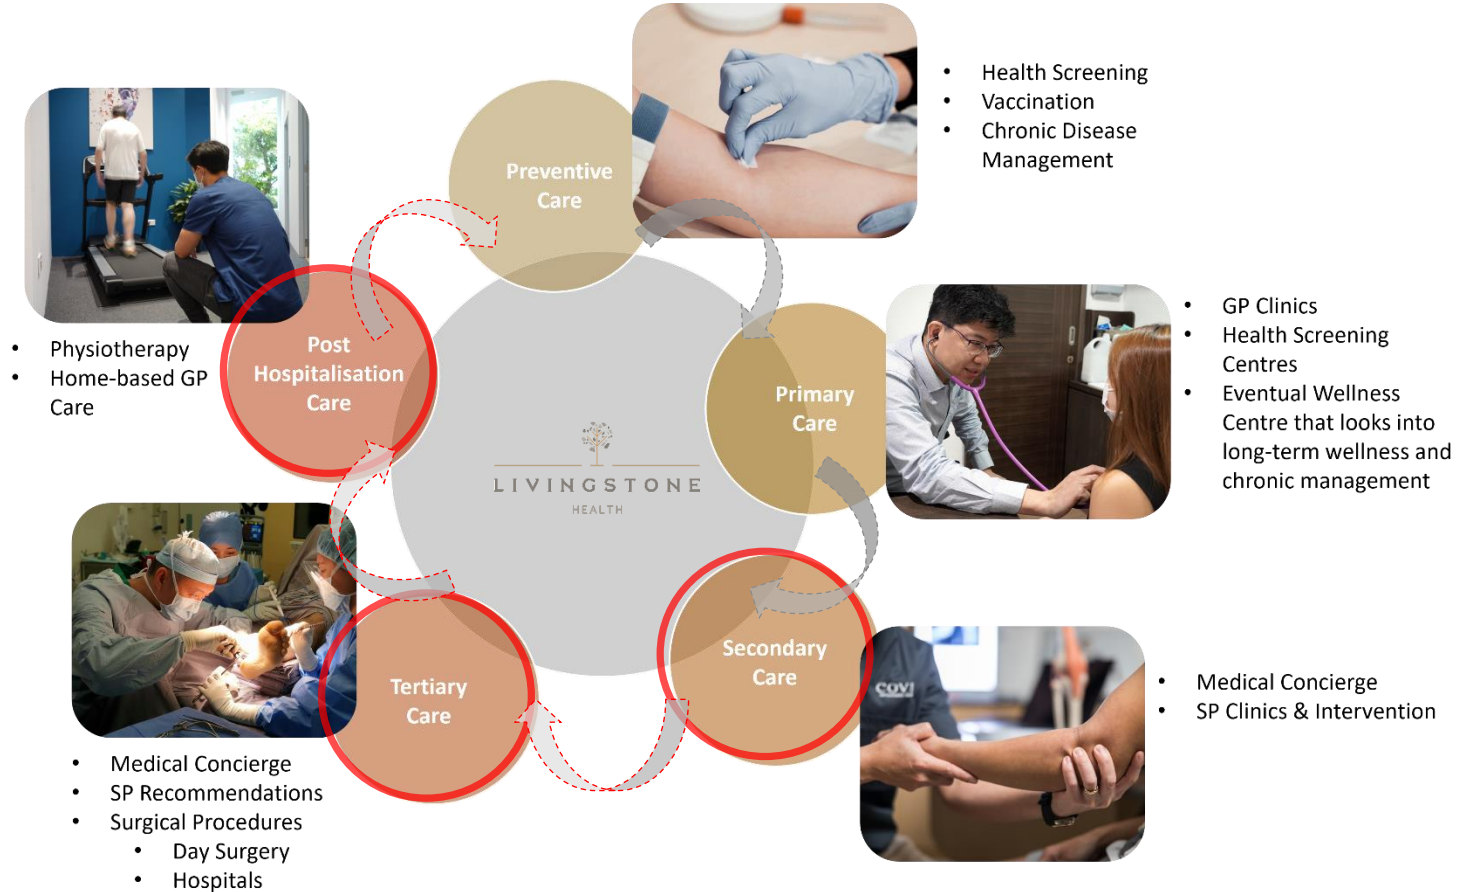 Preventive
Care
• Health Screening
• Vaccination
• Chronic Disease
Management
Primary
Care
• GP Clinics
• Health Screening
Centres
• Eventual Wellness
Centre that looks into
long-term wellness and
chronic management
Secondary
Care
• Medical Concierge
• SP Clinics & Intervention
Tertiary
Care
• Medical Concierge
• SP Recommendations
• Surgical Procedures
• Day Surgery
• Hospitals
Post
Hospitalisation
Care
• Physiotherapy
• Home-based GP
Care
LIVINGSTONE
HEALTH